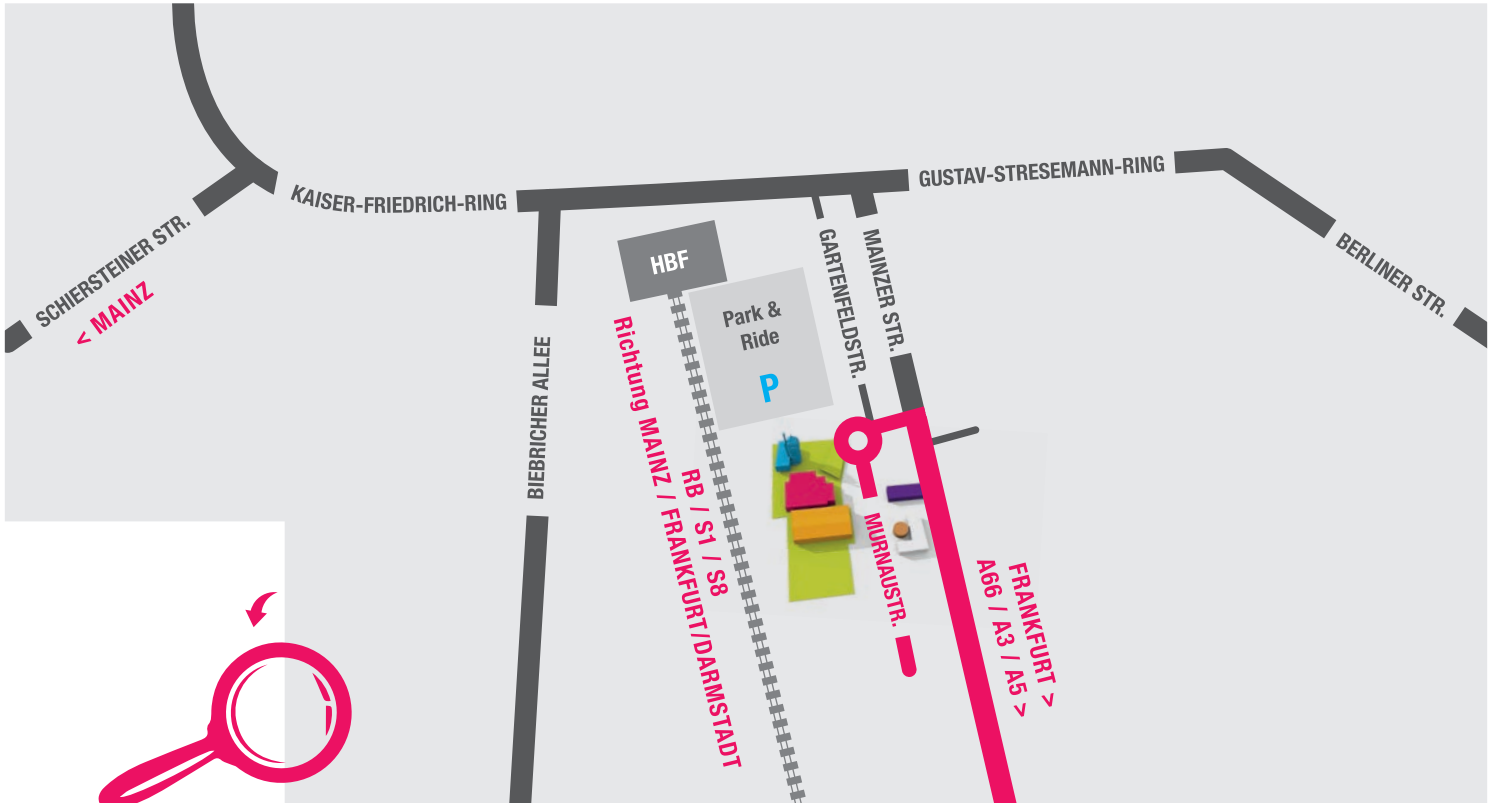 KAISER-FRIEDRICH-RING
GUSTAV-STRESEMANN-RING
SCHIERSTEINER STR.
< MAINZ
BERLINER STR.
HBF
Park &
Ride
P
GARTENFELDSTR.
MAINZER STR.
BIEBRICHER ALLEE
RB / S1 / S8
Richtung MAINZ / FRANKFURT/DARMSTADT
MURNAUSTR.
FRANKFURT >
A66 / A3 / A5 >